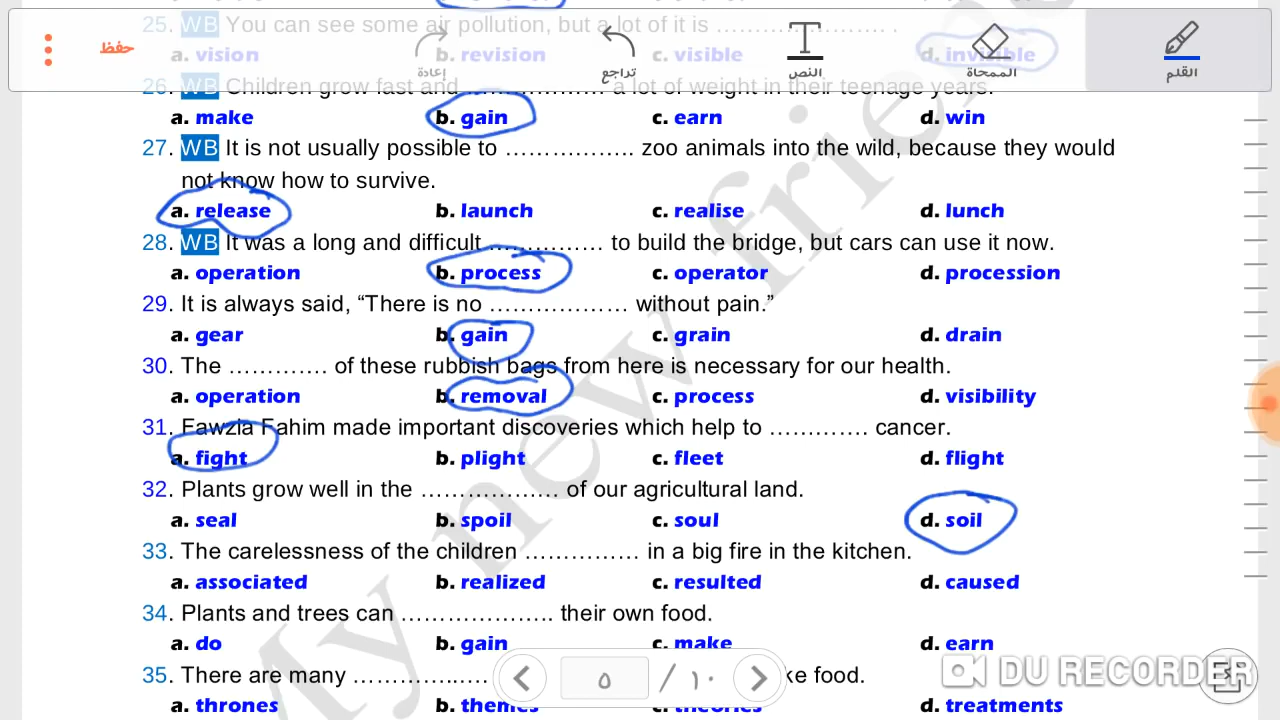 25. WB You can see some air pollution, but a lot of it is ...................... .
a. vision b. revision c. visible d. invisible
حفظ
إعادة
تراجع
النص
الممحاة
القلم
26. WB Children grow fast and .................. a lot of weight in their teenage years.
a. make b. gain c. earn d. win
27. WB It is not usually possible to …………….. zoo animals into the wild, because they would
not know how to survive.
a. release b. launch c. realise d. lunch
28. WB It was a long and difficult …………… to build the bridge, but cars can use it now.
a. operation b. process c. operator d. procession
29. It is always said, “There is no ……………… without pain.”
a. gear b. gain c. grain d. drain
30. The …………. of these rubbish bags from here is necessary for our health.
a. operation b. removal c. process d. visibility
31. Fawzia Fahim made important discoveries which help to …………. cancer.
a. fight b. plight c. fleet d. flight
32. Plants grow well in the ……………… of our agricultural land.
a. seal b. spoil c. soul d. soil
33. The carelessness of the children …………… in a big fire in the kitchen.
a. associated b. realized c. resulted d. caused
34. Plants and trees can ……………….. their own food.
a. do b. gain c. make d. earn
35. There are many ………….….. ke food.
a. thrones b. themes c. theories d. treatments
٥ / ١٠
DU RECORDER
My new frien